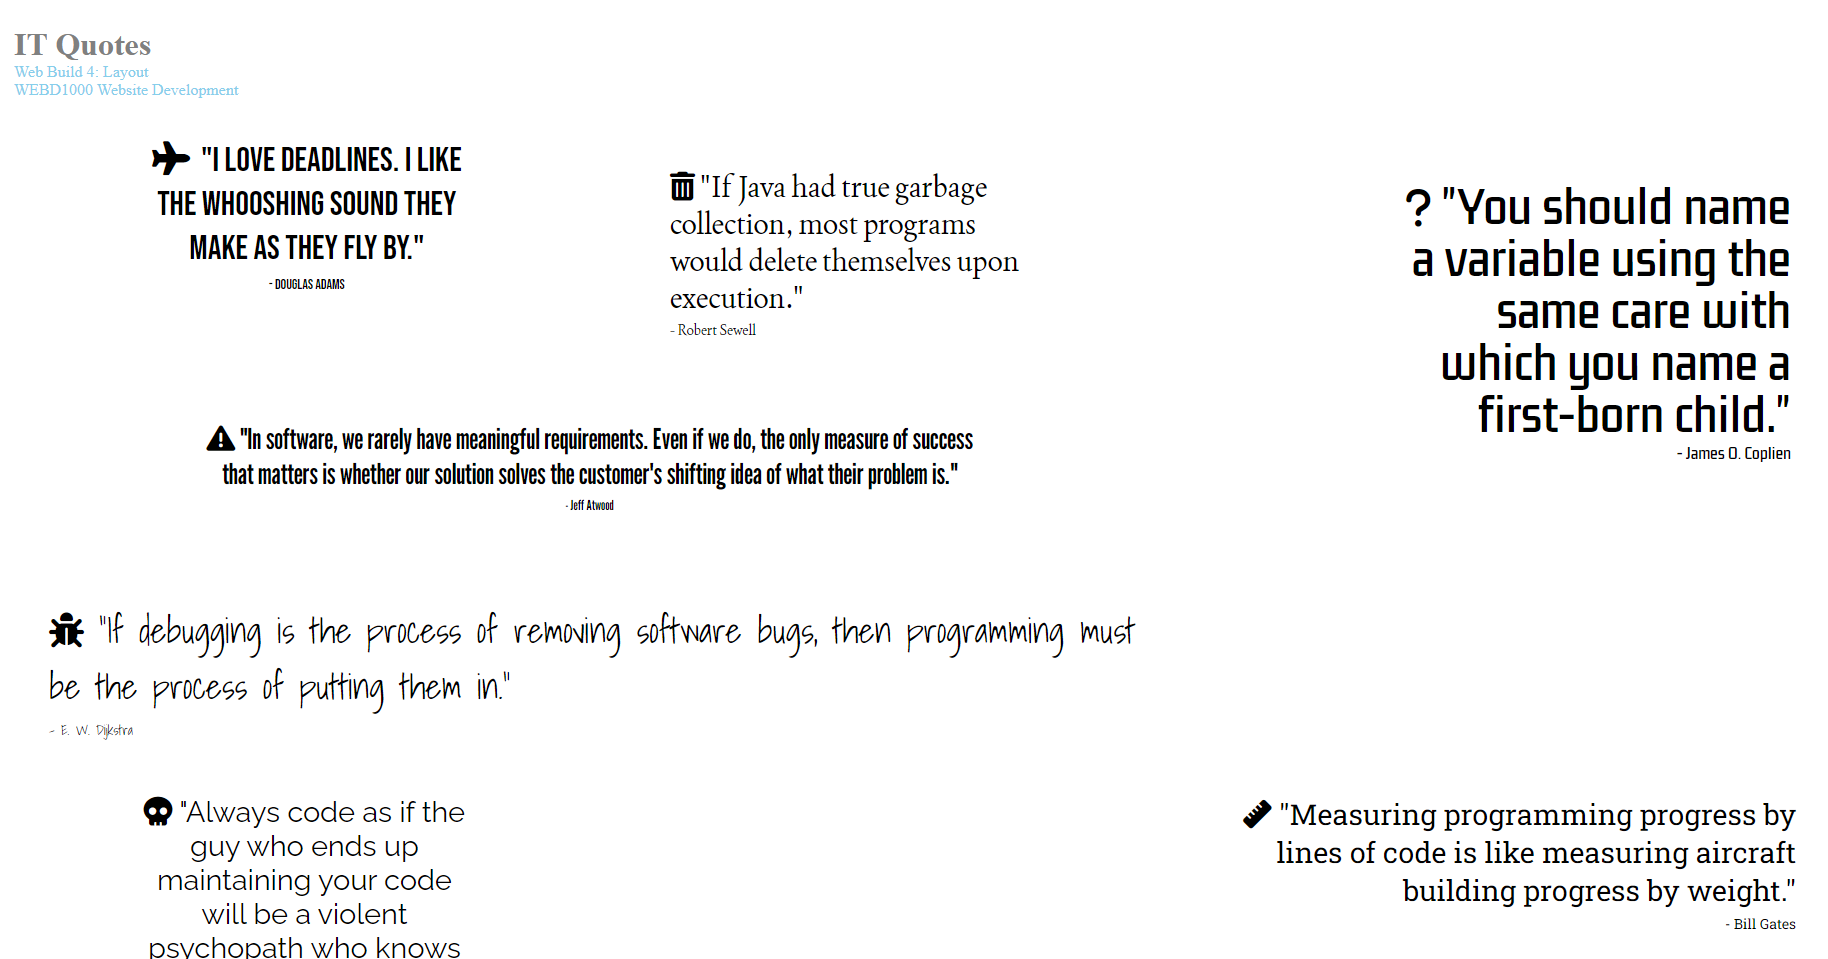 IT Quotes
Web Build 4: Layout
WEBD1000 Website Development
"I LOVE DEADLINES. I LIKE
THE WHOOSHING SOUND THEY
MAKE AS THEY FLY BY."
- DOUGLAS ADAMS
"If Java had true garbage
collection, most programs
would delete themselves upon
execution."
- Robert Sewell
? "You should name
a variable using the
same care with
which you name a
first-born child."
- James O. Coplien
"In software, we rarely have meaningful requirements. Even if we do, the only measure of success
that matters is whether our solution solves the customer's shifting idea of what their problem is."
- Jeff Atwood
"If debugging is the process of removing software bugs, then programming must
be the process of putting them in."
- E. W. Dijkstra
"Always code as if the
guy who ends up
maintaining your code
will be a violent
psychopath who knows
"Measuring programming progress by
lines of code is like measuring aircraft
building progress by weight."
- Bill Gates